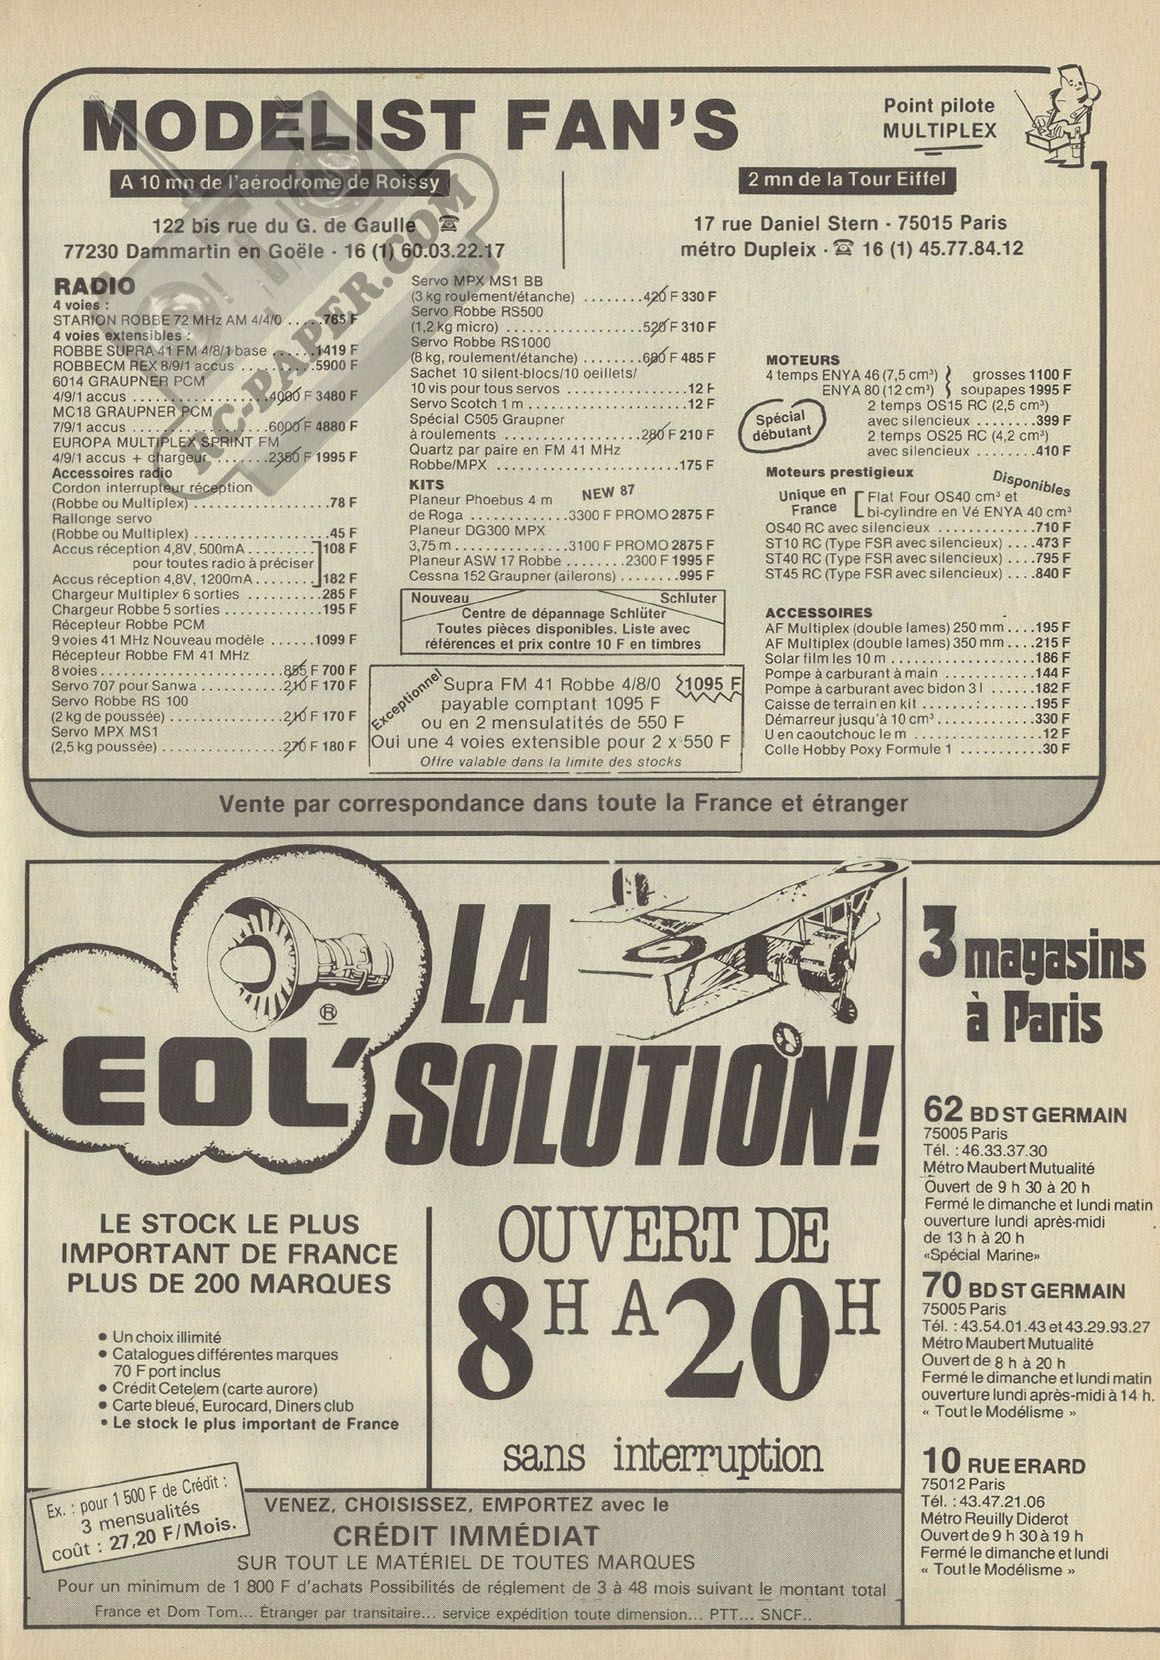 MODELIST FAN'S
Point pilote
MULTIPLEX
A 10 mn de l'aérodrome de Roissy
122 bis rue du G. de Gaulle ☎
77230 Dammartin en Goële - 16 (1) 60.03.22.17
2 mn de la Tour Eiffel
17 rue Daniel Stern - 75015 Paris
métro Dupleix - ☎ 16 (1) 45.77.84.12
RC-PAPER.COM
RADIO
4 voies :
STARION ROBBE 72 MHz AM 4/4/0 .....765 F
4 voies extensibles :
ROBBE SUPRA 41 FM 4/8/1 base ......1419 F
ROBBECM REX 8/9/1 accus ......5900 F
6014 GRAUPNER PCM
4/9/1 accus ......4000 F 3480 F
MC18 GRAUPNER PCM
7/9/1 accus ......6000 F 4880 F
EUROPA MULTIPLEX SPRINT FM
4/9/1 accus + chargeur ......2350 F 1995 F
Accessoires radio
Cordon interrupteur réception
(Robbe ou Multiplex) ......78 F
Rallonge servo
(Robbe ou Multiplex) ......45 F
Accus réception 4,8V, 500mA ......108 F
pour toutes radio à préciser
Accus réception 4,8V, 1200mA ......182 F
Chargeur Multiplex 6 sorties ......285 F
Chargeur Robbe 5 sorties ......195 F
Récepteur Robbe PCM
9 voies 41 MHz Nouveau modèle ......1099 F
Récepteur Robbe FM 41 MHz
8 voies ......855 F 700 F
Servo 707 pour Sanwa ......210 F 170 F
Servo Robbe RS 100
(2 kg de poussée) ......210 F 170 F
Servo MPX MS1
(2,5 kg poussée) ......270 F 180 F
Servo MPX MS1 BB
(3 kg roulement/étanche) ......420 F 330 F
Servo Robbe RS500
(1,2 kg micro) ......520 F 310 F
Servo Robbe RS1000
(8 kg, roulement/étanche) ......680 F 485 F
Sachet 10 silent-blocs/10 oeillets/
10 vis pour tous servos ......12 F
Servo Scotch 1 m ......12 F
Spécial C505 Graupner
à roulements ......280 F 210 F
Quartz par paire en FM 41 MHz
Robbe/MPX ......175 F
KITS
NEW 87
Planeur Phoebus 4 m
de Roga ......3300 F PROMO 2875 F
Planeur DG300 MPX
3,75 m ......3100 F PROMO 2875 F
Planeur ASW 17 Robbe ......2300 F 1995 F
Cessna 152 Graupner (ailerons) ......995 F
Nouveau Schluter
Centre de dépannage Schlüter
Toutes pièces disponibles. Liste avec
références et prix contre 10 F en timbres
Exceptionnel
Supra FM 41 Robbe 4/8/0 1095 F
payable comptant 1095 F
ou en 2 mensulatités de 550 F
Oui une 4 voies extensible pour 2 x 550 F
Offre valable dans la limite des stocks
MOTEURS
4 temps ENYA 46 (7,5 cm³) } grosses 1100 F
ENYA 80 (12 cm³) } soupapes 1995 F
Spécial
débutant
2 temps OS15 RC (2,5 cm³)
avec silencieux ......399 F
2 temps OS25 RC (4,2 cm³)
avec silencieux ......410 F
Moteurs prestigieux
Disponibles
Unique en
France
Flat Four OS40 cm³ et
bi-cylindre en Vé ENYA 40 cm³
OS40 RC avec silencieux ......710 F
ST10 RC (Type FSR avec silencieux) ....473 F
ST40 RC (Type FSR avec silencieux) ....795 F
ST45 RC (Type FSR avec silencieux) ....840 F
ACCESSOIRES
AF Multiplex (double lames) 250 mm ....195 F
AF Multiplex (double lames) 350 mm ....215 F
Solar film les 10 m ......186 F
Pompe à carburant à main ......144 F
Pompe à carburant avec bidon 3 l ......182 F
Caisse de terrain en kit ......195 F
Démarreur jusqu'à 10 cm³ ......330 F
U en caoutchouc le m ......12 F
Colle Hobby Poxy Formule 1 ......30 F
Vente par correspondance dans toute la France et étranger
EOL'
®
LA
SOLUTION!
LE STOCK LE PLUS
IMPORTANT DE FRANCE
PLUS DE 200 MARQUES
• Un choix illimité
• Catalogues différentes marques
70 F port inclus
• Crédit Cetelem (carte aurore)
• Carte bleue, Eurocard, Diners club
• Le stock le plus important de France
OUVERT DE
8H A 20H
sans interruption
Ex. : pour 1 500 F de Crédit :
3 mensualités
coût : 27,20 F/Mois.
VENEZ, CHOISISSEZ, EMPORTEZ avec le
CRÉDIT IMMÉDIAT
SUR TOUT LE MATÉRIEL DE TOUTES MARQUES
Pour un minimum de 1 800 F d'achats Possibilités de réglement de 3 à 48 mois suivant le montant total
France et Dom Tom... Étranger par transitaire... service expédition toute dimension... PTT... SNCF..
3 magasins
à Paris
62 BD ST GERMAIN
75005 Paris
Tél. : 46.33.37.30
Métro Maubert Mutualité
Ouvert de 9 h 30 à 20 h
Fermé le dimanche et lundi matin
ouverture lundi après-midi
de 13 h à 20 h
«Spécial Marine»
70 BD ST GERMAIN
75005 Paris
Tél. : 43.54.01.43 et 43.29.93.27
Métro Maubert Mutualité
Ouvert de 8 h à 20 h
Fermé le dimanche et lundi matin
ouverture lundi après-midi à 14 h.
« Tout le Modélisme »
10 RUE ERARD
75012 Paris
Tél. : 43.47.21.06
Métro Reuilly Diderot
Ouvert de 9 h 30 à 19 h
Fermé le dimanche et lundi
« Tout le Modélisme »